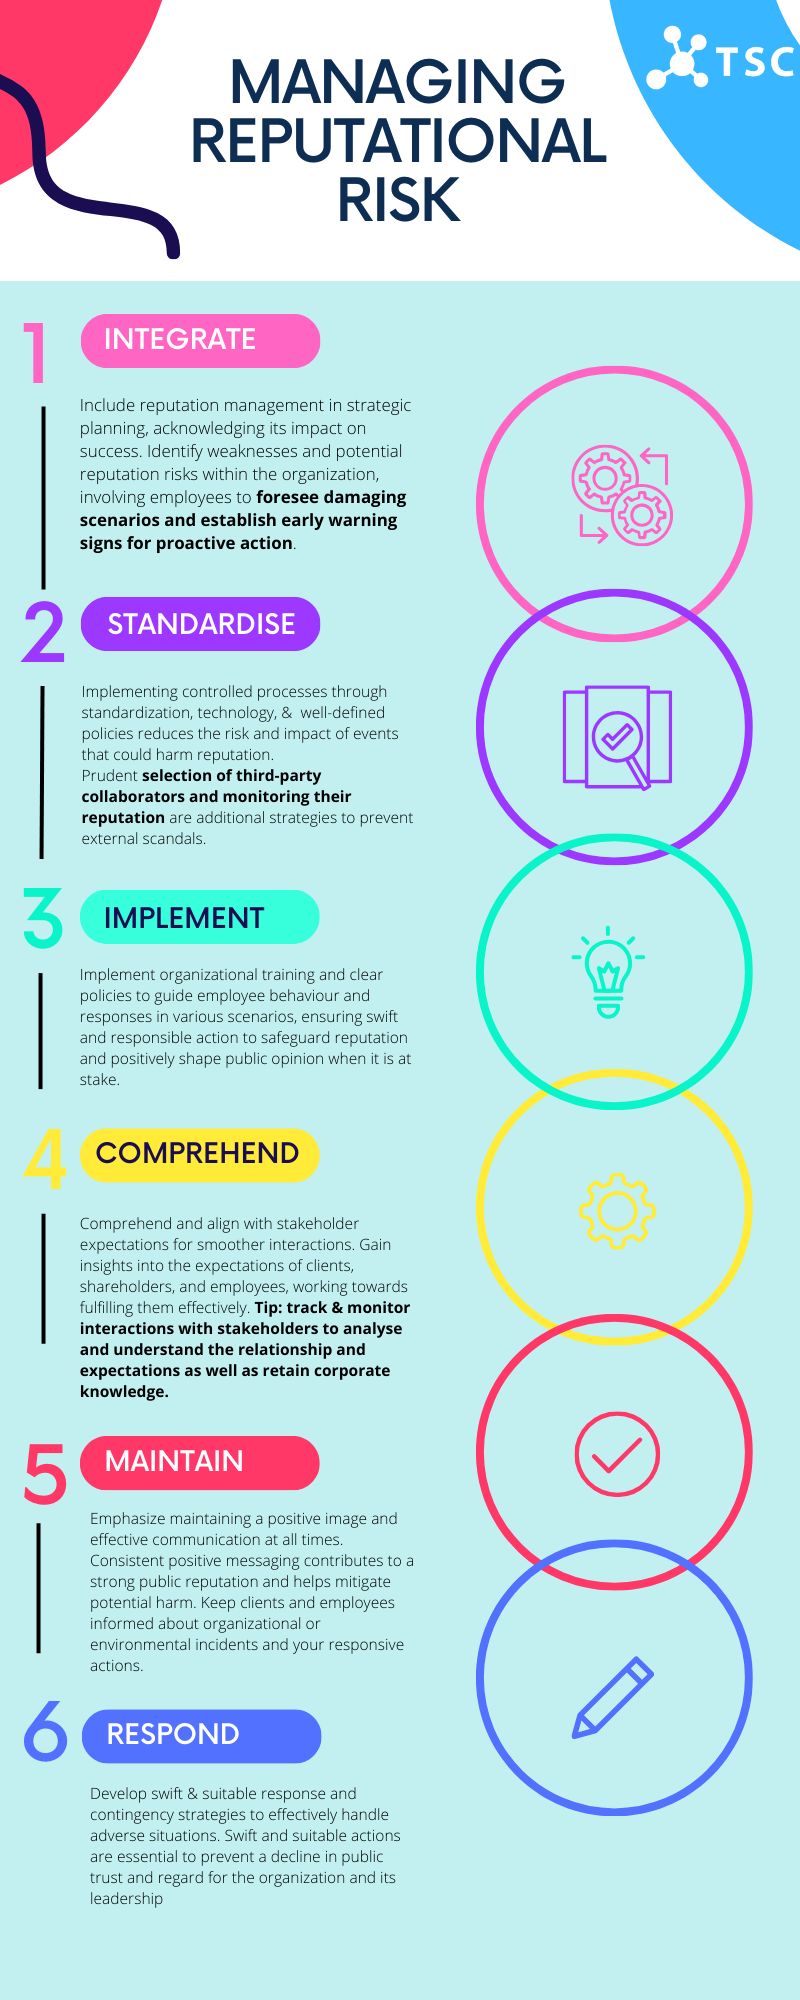 TSC
MANAGING
REPUTATIONAL
RISK
1
INTEGRATE
Include reputation management in strategic
planning, acknowledging its impact on
success. Identify weaknesses and potential
reputation risks within the organization,
involving employees to foresee damaging
scenarios and establish early warning
signs for proactive action.
2
STANDARDISE
Implementing controlled processes through
standardization, technology, & well-defined
policies reduces the risk and impact of events
that could harm reputation.
Prudent selection of third-party
collaborators and monitoring their
reputation are additional strategies to prevent
external scandals.
3
IMPLEMENT
Implement organizational training and clear
policies to guide employee behaviour and
responses in various scenarios, ensuring swift
and responsible action to safeguard reputation
and positively shape public opinion when it is at
stake.
4
COMPREHEND
Comprehend and align with stakeholder
expectations for smoother interactions. Gain
insights into the expectations of clients,
shareholders, and employees, working towards
fulfilling them effectively. Tip: track & monitor
interactions with stakeholders to analyse
and understand the relationship and
expectations as well as retain corporate
knowledge.
5
MAINTAIN
Emphasize maintaining a positive image and
effective communication at all times.
Consistent positive messaging contributes to a
strong public reputation and helps mitigate
potential harm. Keep clients and employees
informed about organizational or
environmental incidents and your responsive
actions.
6
RESPOND
Develop swift & suitable response and
contingency strategies to effectively handle
adverse situations. Swift and suitable actions
are essential to prevent a decline in public
trust and regard for the organization and its
leadership